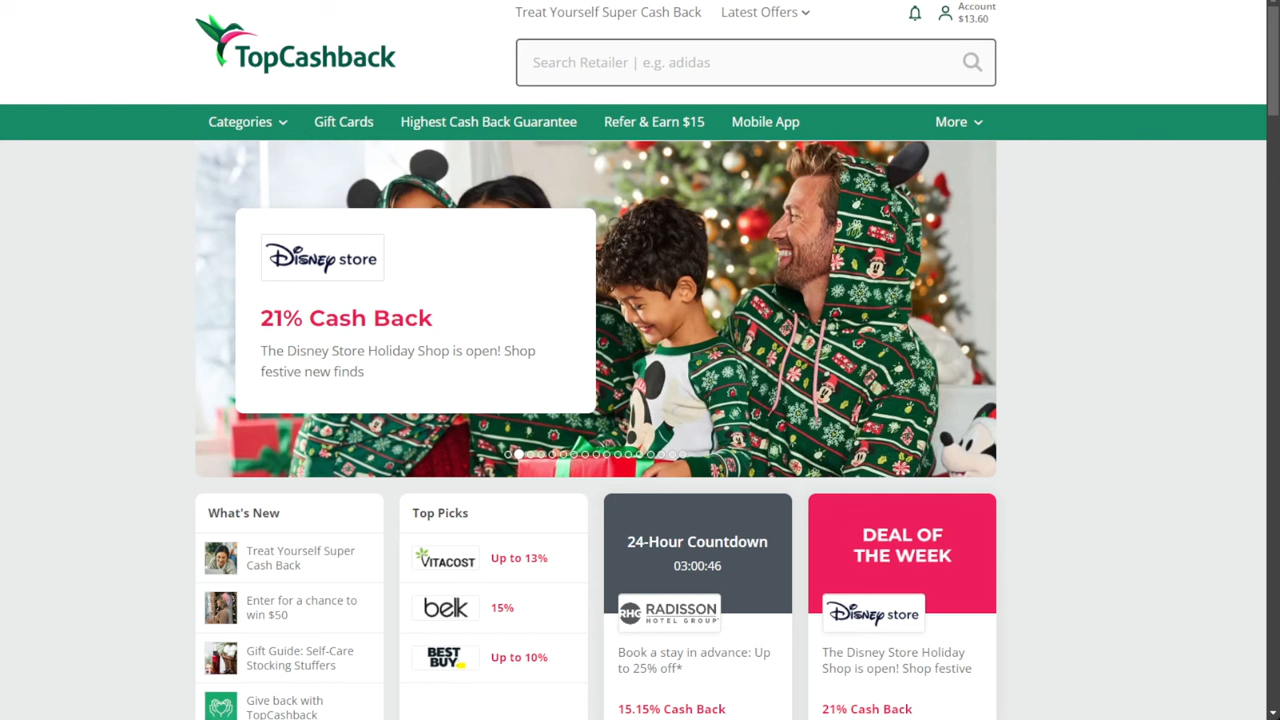 Treat Yourself Super Cash Back
Latest Offers
Account
$13.60
TopCashback
Search Retailer | e.g. adidas
Categories
Gift Cards
Highest Cash Back Guarantee
Refer & Earn $15
Mobile App
More
Disney store
21% Cash Back
The Disney Store Holiday Shop is open! Shop
festive new finds
What's New
Treat Yourself Super
Cash Back
Enter for a chance to
win $50
Gift Guide: Self-Care
Stocking Stuffers
Give back with
TopCashback
Top Picks
VITACOST
Up to 13%
belk
15%
BEST
BUY
Up to 10%
24-Hour Countdown
03:00:46
RHG RADISSON
HOTEL GROUP
Book a stay in advance: Up
to 25% off*
15.15% Cash Back
DEAL OF
THE WEEK
Disney store
The Disney Store Holiday
Shop is open! Shop festive
21% Cash Back